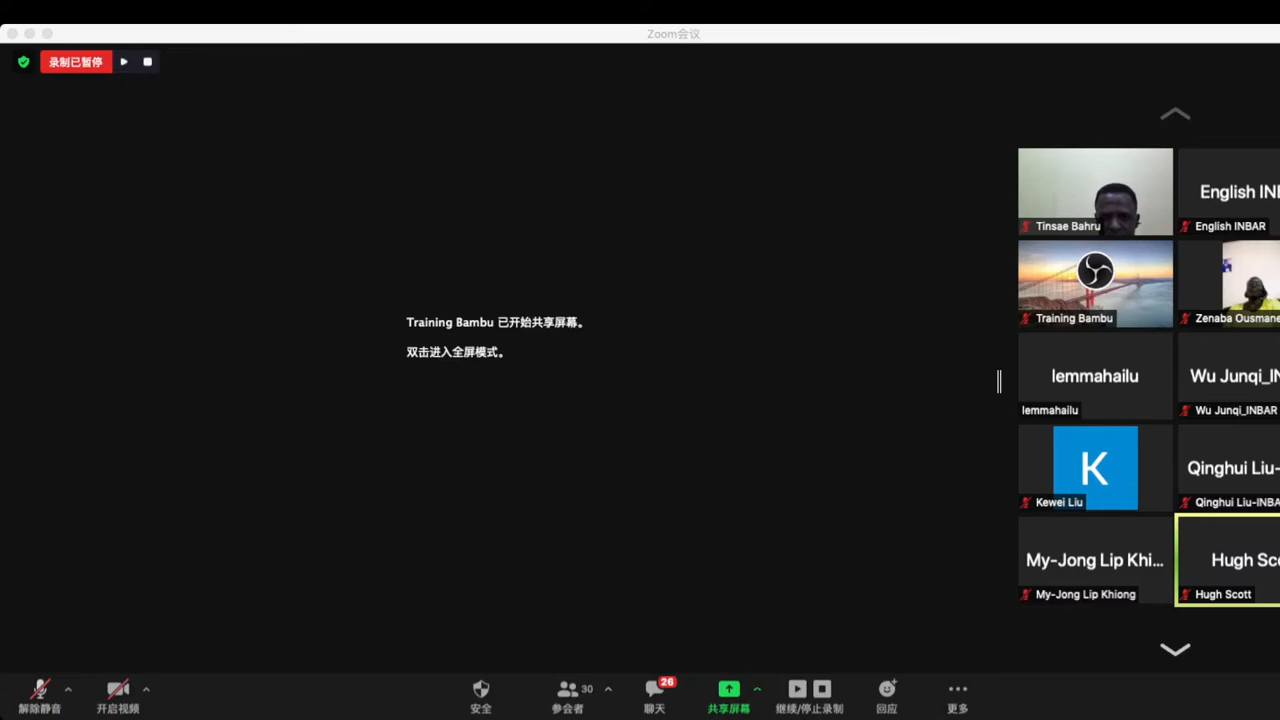 Zoom会议
录制已暂停
Training Bambu 已开始共享屏幕。
双击进入全屏模式。
Tinsae Bahru
English INB
English INBAR
Training Bambu
Zenaba Ousmane
lemmahailu
lemmahailu
Wu Junqi_IN
Wu Junqi_INBAR
K
Kewei Liu
Qinghui Liu-
Qinghui Liu-INBA
My-Jong Lip Khi...
My-Jong Lip Khiong
Hugh Sco
Hugh Scott
解除静音
开启视频
安全
30
参会者
26
聊天
共享屏幕
继续/停止录制
回应
更多